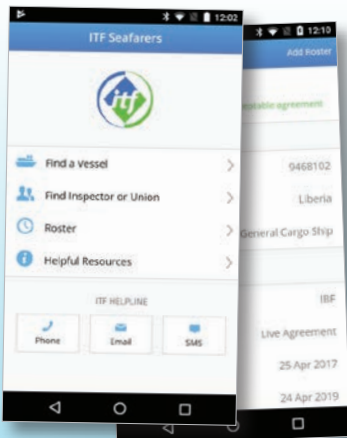 12:02
ITF Seafarers
itf
Find a Vessel
Find Inspector or Union
Roster
Helpful Resources
ITF HELPLINE
Phone
Email
SMS
12:10
Add Roster
acceptable agreement
9468102
Liberia
General Cargo Ship
IBF
Live Agreement
25 Apr 2017
24 Apr 2019